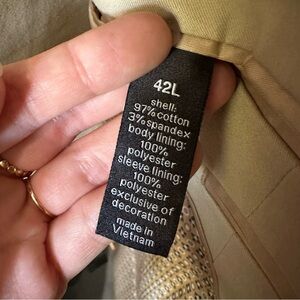 42L
shell:
97% cotton
3% spandex
body lining:
100%
polyester
sleeve lining:
100%
polyester
exclusive of
decoration
made in
Vietnam